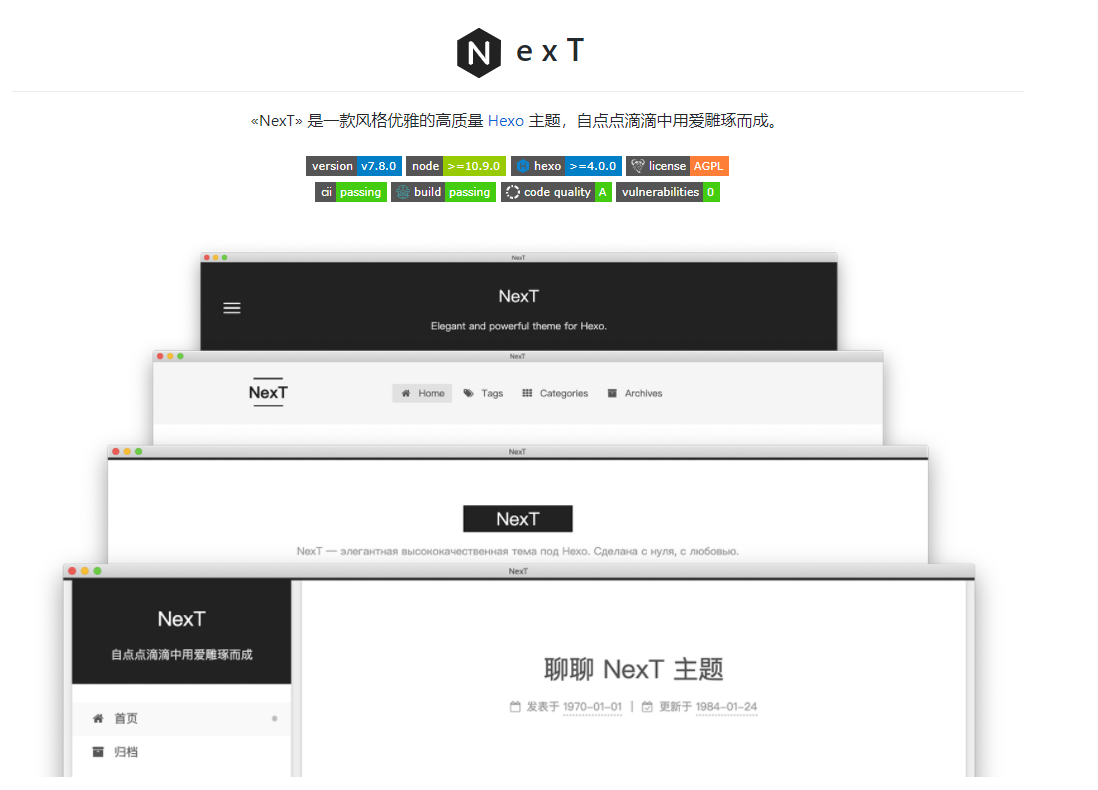 N exT
«NexT» 是一款风格优雅的高质量 Hexo 主题，自点点滴滴中用爱雕琢而成。
version v7.8.0 node >=10.9.0 hexo >=4.0.0 license AGPL
cii passing build passing code quality A vulnerabilities 0
NexT
NexT
Elegant and powerful theme for Hexo.
NexT
NexT Home Tags Categories Archives
NexT
NexT
NexT — элегантная высококачественная тема под Hexo. Сделана с нуля, с любовью.
NexT
NexT
自点点滴滴中用爱雕琢而成
聊聊 NexT 主题
发表于 1970-01-01 | 更新于 1984-01-24
首页
归档